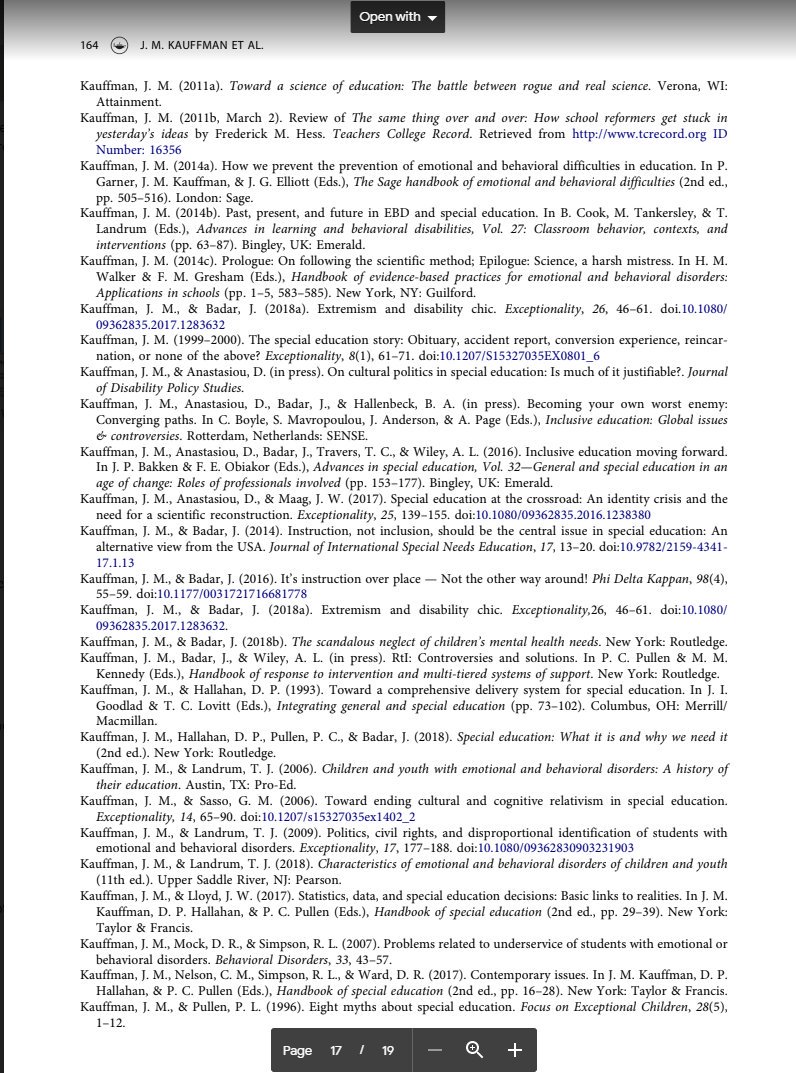 Open with
164 J. M. KAUFFMAN ET AL.
Kauffman, J. M. (2011a). Toward a science of education: The battle between rogue and real science. Verona, WI:
Attainment.
Kauffman, J. M. (2011b, March 2). Review of The same thing over and over: How school reformers get stuck in
yesterday's ideas by Frederick M. Hess. Teachers College Record. Retrieved from http://www.tcrecord.org ID
Number: 16356
Kauffman, J. M. (2014a). How we prevent the prevention of emotional and behavioral difficulties in education. In P.
Garner, J. M. Kauffman, & J. G. Elliott (Eds.), The Sage handbook of emotional and behavioral difficulties (2nd ed.,
pp. 505–516). London: Sage.
Kauffman, J. M. (2014b). Past, present, and future in EBD and special education. In B. Cook, M. Tankersley, & T.
Landrum (Eds.), Advances in learning and behavioral disabilities, Vol. 27: Classroom behavior, contexts, and
interventions (pp. 63–87). Bingley, UK: Emerald.
Kauffman, J. M. (2014c). Prologue: On following the scientific method; Epilogue: Science, a harsh mistress. In H. M.
Walker & F. M. Gresham (Eds.), Handbook of evidence-based practices for emotional and behavioral disorders:
Applications in schools (pp. 1–5, 583–585). New York, NY: Guilford.
Kauffman, J. M., & Badar, J. (2018a). Extremism and disability chic. Exceptionality, 26, 46–61. doi.10.1080/
09362835.2017.1283632
Kauffman, J. M. (1999–2000). The special education story: Obituary, accident report, conversion experience, reincar-
nation, or none of the above? Exceptionality, 8(1), 61–71. doi:10.1207/S15327035EX0801_6
Kauffman, J. M., & Anastasiou, D. (in press). On cultural politics in special education: Is much of it justifiable?. Journal
of Disability Policy Studies.
Kauffman, J. M., Anastasiou, D., Badar, J., & Hallenbeck, B. A. (in press). Becoming your own worst enemy:
Converging paths. In C. Boyle, S. Mavropoulou, J. Anderson, & A. Page (Eds.), Inclusive education: Global issues
& controversies. Rotterdam, Netherlands: SENSE.
Kauffman, J. M., Anastasiou, D., Badar, J., Travers, T. C., & Wiley, A. L. (2016). Inclusive education moving forward.
In J. P. Bakken & F. E. Obiakor (Eds.), Advances in special education, Vol. 32—General and special education in an
age of change: Roles of professionals involved (pp. 153–177). Bingley, UK: Emerald.
Kauffman, J. M., Anastasiou, D., & Maag, J. W. (2017). Special education at the crossroad: An identity crisis and the
need for a scientific reconstruction. Exceptionality, 25, 139–155. doi:10.1080/09362835.2016.1238380
Kauffman, J. M., & Badar, J. (2014). Instruction, not inclusion, should be the central issue in special education: An
alternative view from the USA. Journal of International Special Needs Education, 17, 13–20. doi:10.9782/2159-4341-
17.1.13
Kauffman, J. M., & Badar, J. (2016). It's instruction over place — Not the other way around! Phi Delta Kappan, 98(4),
55–59. doi:10.1177/0031721716681778
Kauffman, J. M., & Badar, J. (2018a). Extremism and disability chic. Exceptionality,26, 46–61. doi:10.1080/
09362835.2017.1283632.
Kauffman, J. M., & Badar, J. (2018b). The scandalous neglect of children's mental health needs. New York: Routledge.
Kauffman, J. M., Badar, J., & Wiley, A. L. (in press). RtI: Controversies and solutions. In P. C. Pullen & M. M.
Kennedy (Eds.), Handbook of response to intervention and multi-tiered systems of support. New York: Routledge.
Kauffman, J. M., & Hallahan, D. P. (1993). Toward a comprehensive delivery system for special education. In J. I.
Goodlad & T. C. Lovitt (Eds.), Integrating general and special education (pp. 73–102). Columbus, OH: Merrill/
Macmillan.
Kauffman, J. M., Hallahan, D. P., Pullen, P. C., & Badar, J. (2018). Special education: What it is and why we need it
(2nd ed.). New York: Routledge.
Kauffman, J. M., & Landrum, T. J. (2006). Children and youth with emotional and behavioral disorders: A history of
their education. Austin, TX: Pro-Ed.
Kauffman, J. M., & Sasso, G. M. (2006). Toward ending cultural and cognitive relativism in special education.
Exceptionality, 14, 65–90. doi:10.1207/s15327035ex1402_2
Kauffman, J. M., & Landrum, T. J. (2009). Politics, civil rights, and disproportional identification of students with
emotional and behavioral disorders. Exceptionality, 17, 177–188. doi:10.1080/09362830903231903
Kauffman, J. M., & Landrum, T. J. (2018). Characteristics of emotional and behavioral disorders of children and youth
(11th ed.). Upper Saddle River, NJ: Pearson.
Kauffman, J. M., & Lloyd, J. W. (2017). Statistics, data, and special education decisions: Basic links to realities. In J. M.
Kauffman, D. P. Hallahan, & P. C. Pullen (Eds.), Handbook of special education (2nd ed., pp. 29–39). New York:
Taylor & Francis.
Kauffman, J. M., Mock, D. R., & Simpson, R. L. (2007). Problems related to underservice of students with emotional or
behavioral disorders. Behavioral Disorders, 33, 43–57.
Kauffman, J. M., Nelson, C. M., Simpson, R. L., & Ward, D. R. (2017). Contemporary issues. In J. M. Kauffman, D. P.
Hallahan, & P. C. Pullen (Eds.), Handbook of special education (2nd ed., pp. 16–28). New York: Taylor & Francis.
Kauffman, J. M., & Pullen, P. L. (1996). Eight myths about special education. Focus on Exceptional Children, 28(5),
1–12.
Page 17 / 19